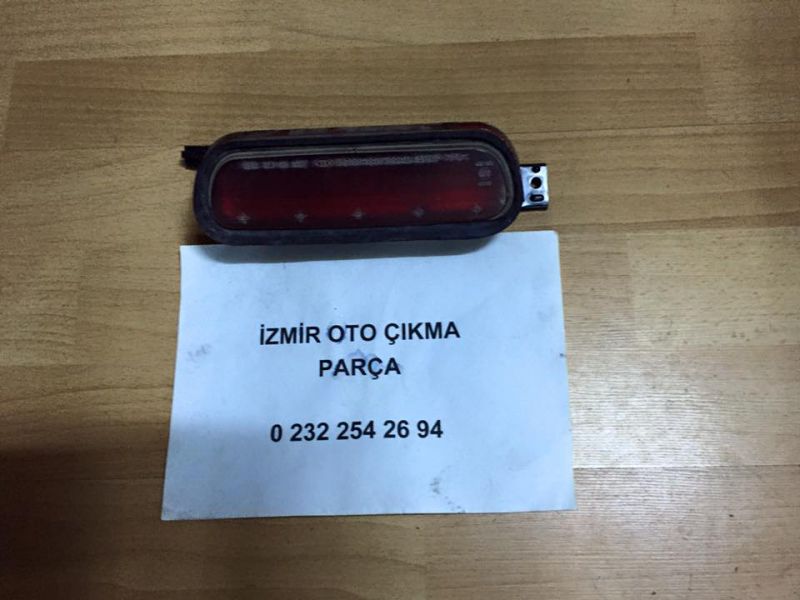 İZMİR OTO ÇIKMA
PARÇA
0 232 254 26 94